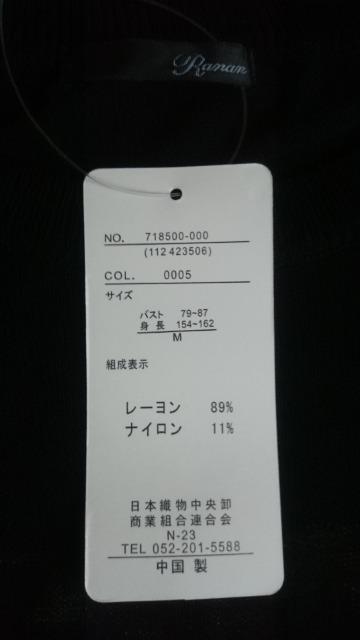 Ranan
NO. 718500-000
(112 423506)
COL. 0005
サイズ
バスト 79~87
身長 154~162
M
組成表示
レーヨン 89%
ナイロン 11%
日本織物中央卸
商業組合連合会
N-23
TEL 052-201-5588
中国製